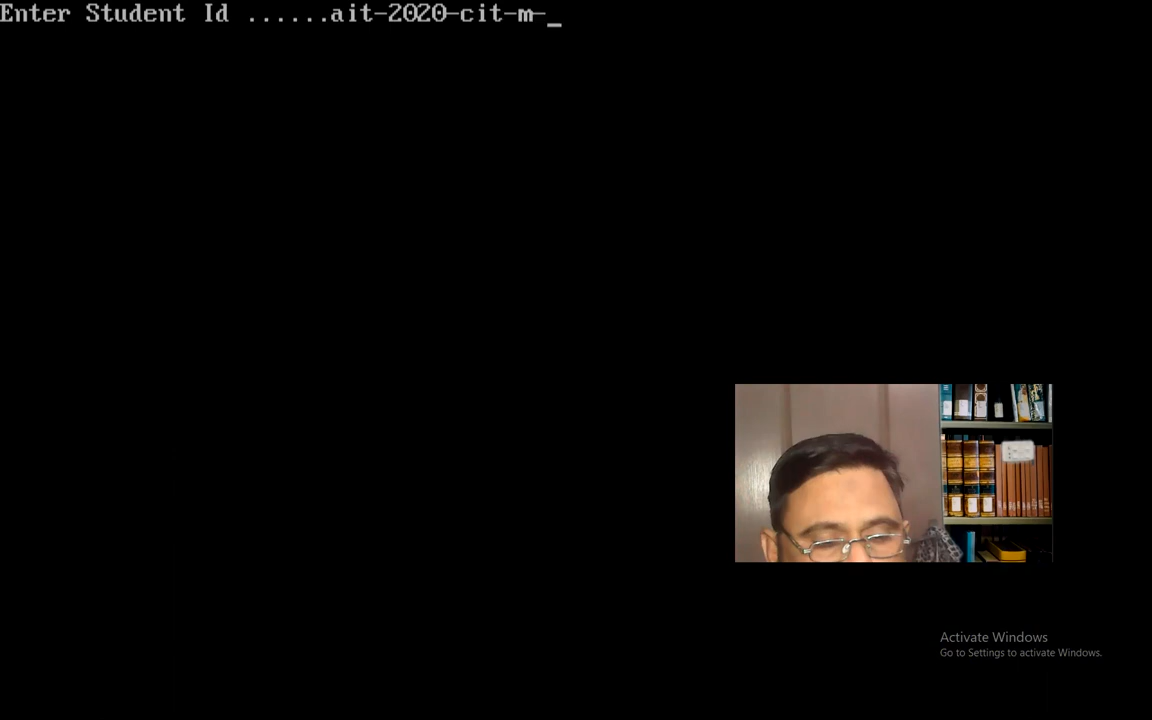 Enter Student Id ......ait-2020-cit-m-_
Activate Windows
Go to Settings to activate Windows.